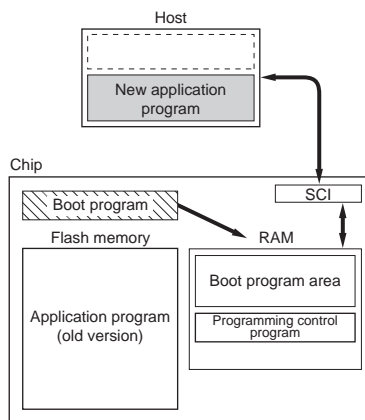 Host
New application
program
Chip
SCI
Boot program
Flash memory
RAM
Boot program area
Application program
(old version)
Programming control
program